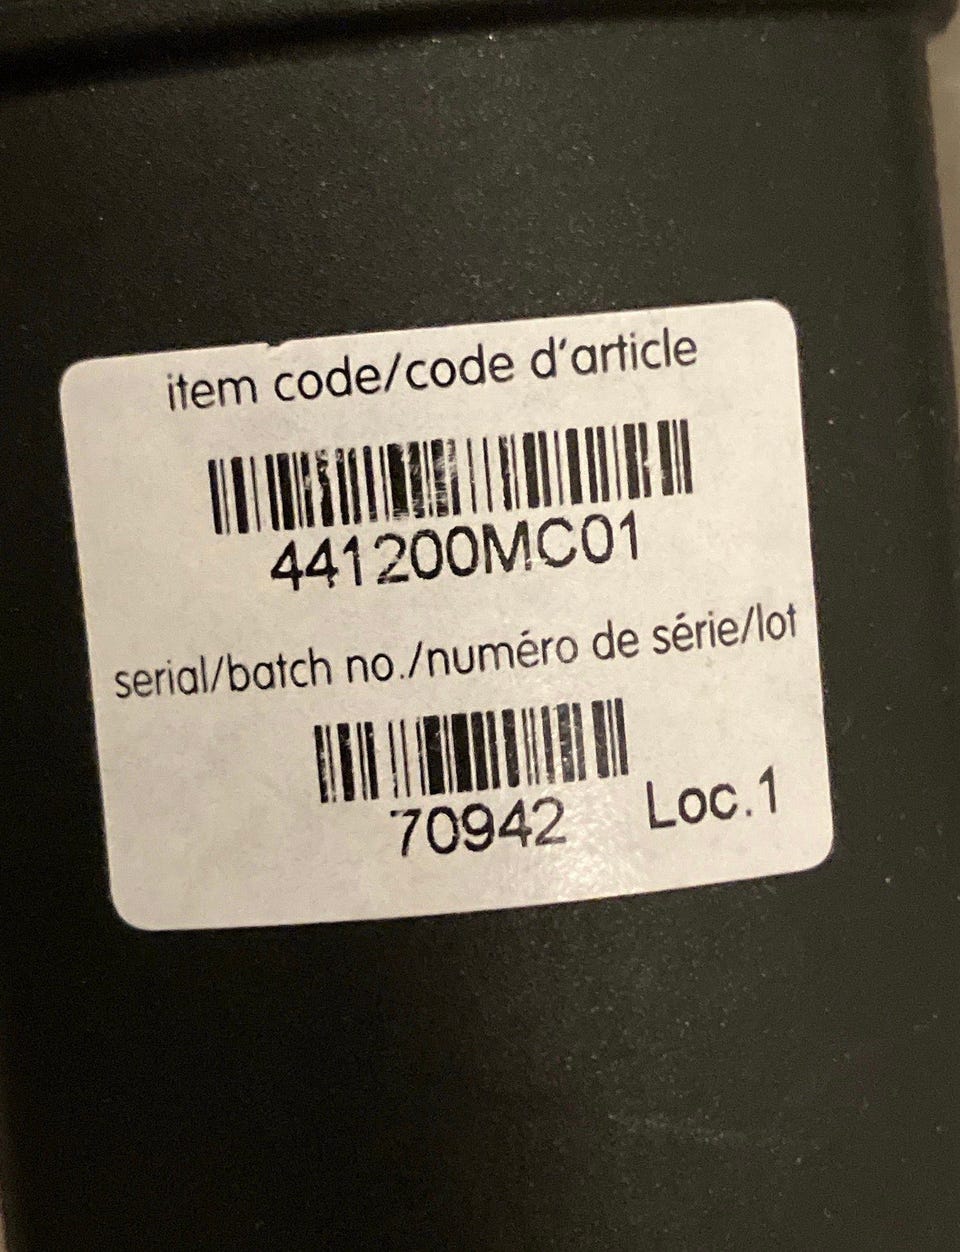 item code/code d'article
441200MC01
serial/batch no./numéro de série/lot
70942 Loc.1